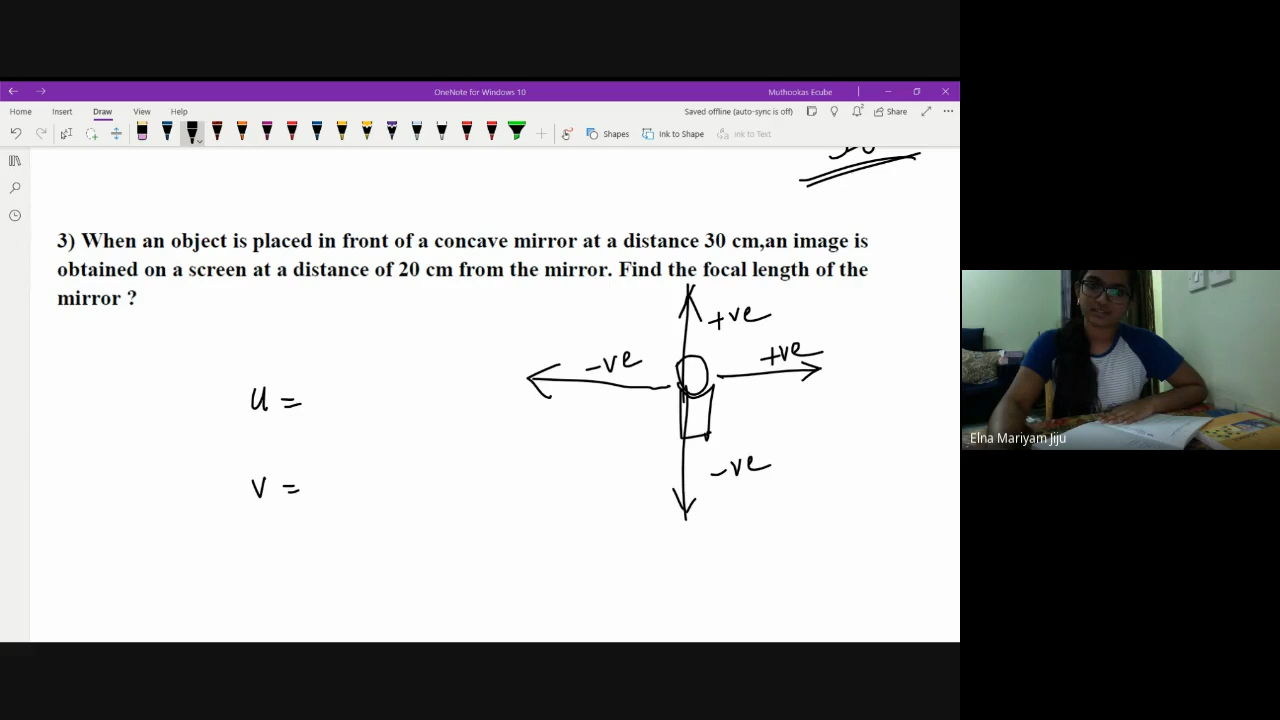 OneNote for Windows 10
Muthookas Ecube
Home Insert Draw View Help
Saved offline (auto-sync is off)
Share
Shapes
Ink to Shape
Ink to Text
3) When an object is placed in front of a concave mirror at a distance 30 cm,an image is
obtained on a screen at a distance of 20 cm from the mirror. Find the focal length of the
mirror ?
+ve
-ve
+ve
u =
-ve
v =
Elna Mariyam Jiju